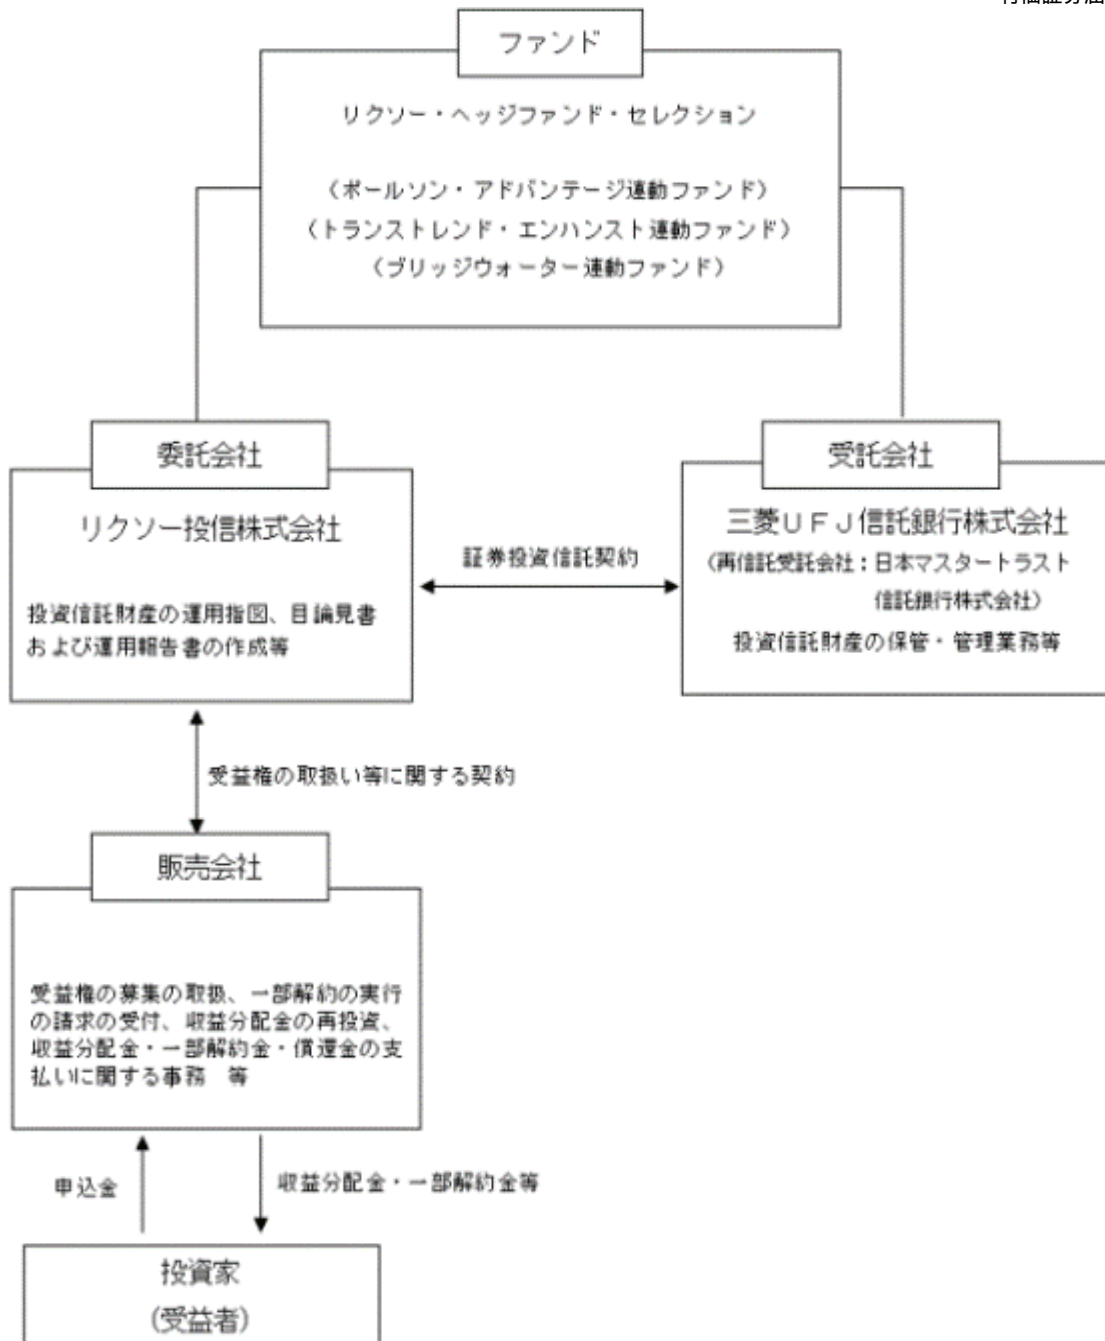 ファンド
リクソー・ヘッジファンド・セレクション
(ポールソン・アドバンテージ連動ファンド)
(トランストレンド・エンハンスト連動ファンド)
(ブリッジウォーター連動ファンド)
委託会社
リクソー投信株式会社
投資信託財産の運用指図、目論見書
および運用報告書の作成等
証券投資信託契約
受託会社
三菱UFJ信託銀行株式会社
(再信託受託会社:日本マスタートラスト
信託銀行株式会社)
投資信託財産の保管・管理業務等
受益権の取扱い等に関する契約
販売会社
受益権の募集の取扱、一部解約の実行
の請求の受付、収益分配金の再投資、
収益分配金・一部解約金・償還金の支
払いに関する事務 等
申込金
収益分配金・一部解約金等
投資家
(受益者)